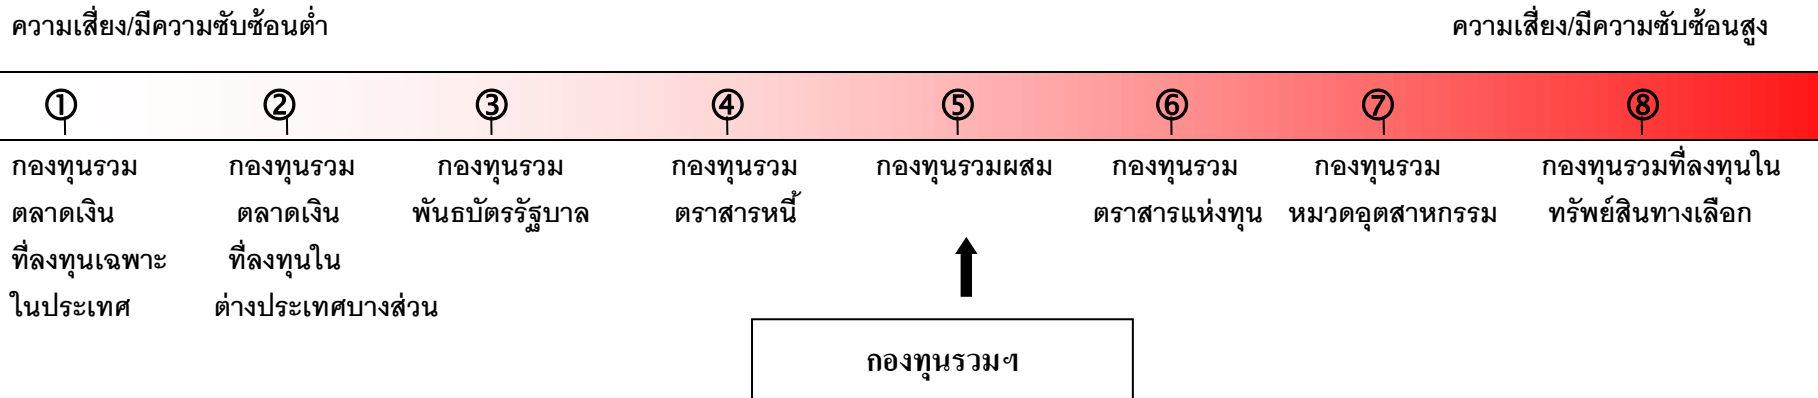 ความเสี่ยง/มีความซับซ้อนต่ำ
ความเสี่ยง/มีความซับซ้อนสูง
① ② ③ ④ ⑤ ⑥ ⑦ ⑧
กองทุนรวม
ตลาดเงิน
ที่ลงทุนเฉพาะ
ในประเทศ
กองทุนรวม
ตลาดเงิน
ที่ลงทุนใน
ต่างประเทศบางส่วน
กองทุนรวม
พันธบัตรรัฐบาล
กองทุนรวม
ตราสารหนี้
กองทุนรวมผสม
กองทุนรวม
ตราสารแห่งทุน
กองทุนรวม
หมวดอุตสาหกรรม
กองทุนรวมที่ลงทุนใน
ทรัพย์สินทางเลือก
กองทุนรวมฯ